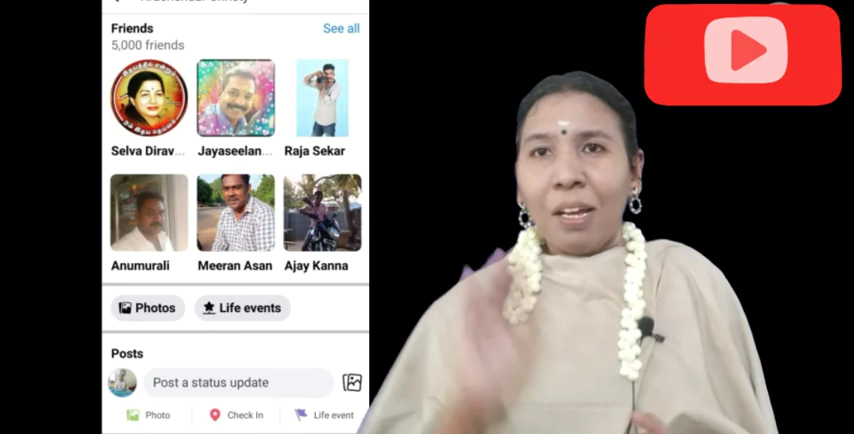 Friends
See all
5,000 friends
Selva Dirav...
Jayaseelan...
Raja Sekar
Anumurali
Meeran Asan
Ajay Kanna
Photos
Life events
Posts
Post a status update
Photo
Check In
Life event